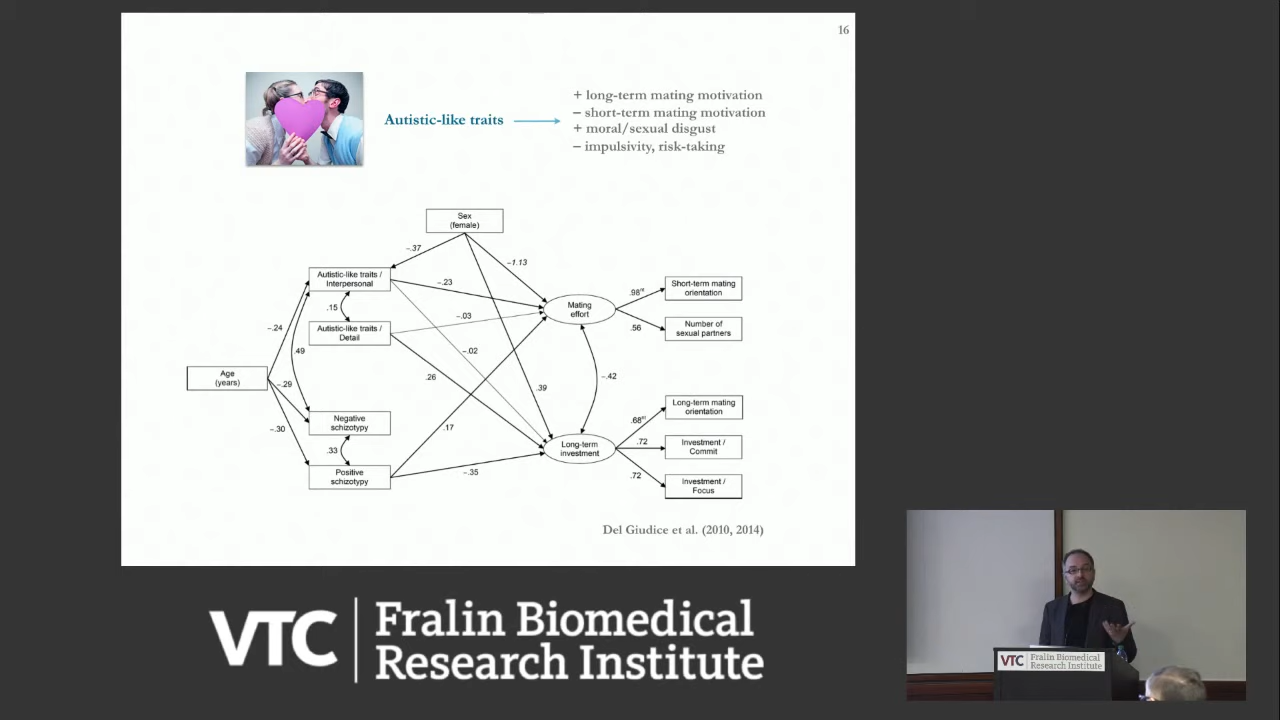 16
Autistic-like traits
+ long-term mating motivation
– short-term mating motivation
+ moral/sexual disgust
– impulsivity, risk-taking
Sex
(female)
–.37
–1.13
Autistic-like traits /
Interpersonal
–.23
Short-term mating
orientation
.98
Mating
effort
.15
–.03
Autistic-like traits /
Detail
Number of
sexual partners
.56
–.24
.49
–.02
Age
(years)
–.29
.26
.39
–.42
–.30
Negative
schizotypy
.17
Long-term mating
orientation
.68
.33
Long-term
investment
.72
Investment /
Commit
Positive
schizotypy
–.35
.72
Investment /
Focus
Del Giudice et al. (2010, 2014)
VTC
Fralin Biomedical
Research Institute
VTC
Fralin Biomedical
Research Institute